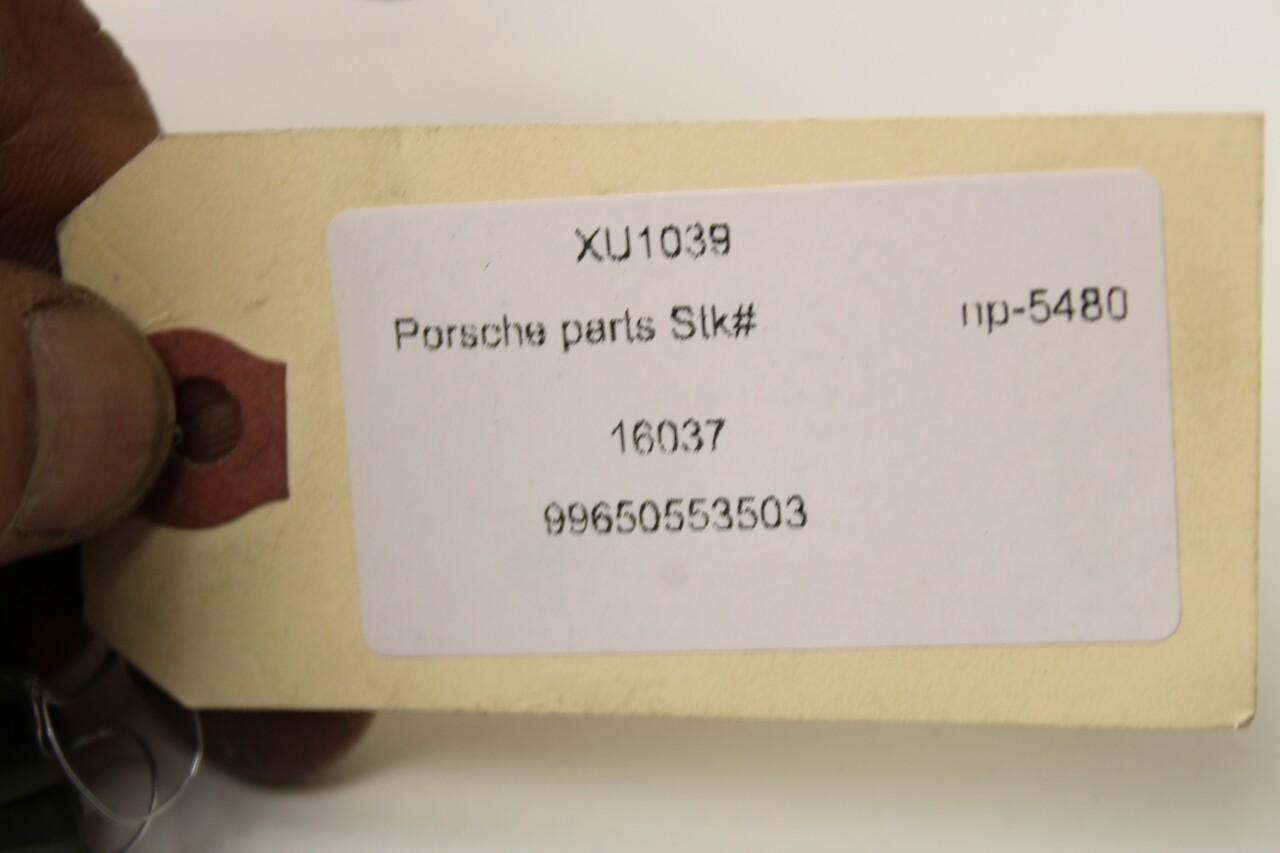 XU1039
Porsche parts Stk# np-5480
16037
99650553503